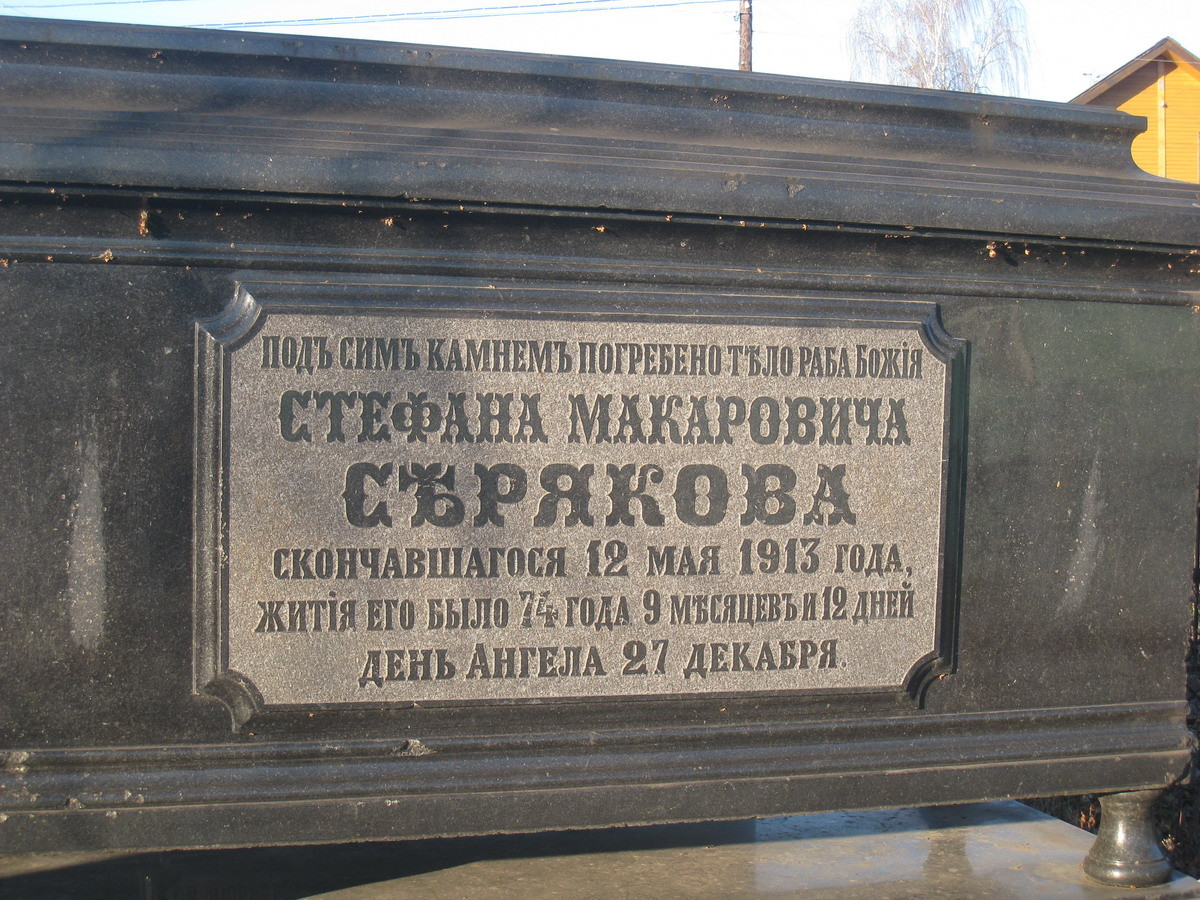 ПОДЪ СИМЪ КАМНЕМЪ ПОГРЕБЕНО ТѢЛО РАБА БОЖІЯ
СТЕФАНА МАКАРОВИЧА
СѢРЯКОВА
СКОНЧАВШАГОСЯ 12 МАЯ 1913 ГОДА,
ЖИТІЯ ЕГО БЫЛО 74 ГОДА 9 МѢСЯЦЕВЪ И 12 ДНЕЙ
ДЕНЬ АНГЕЛА 27 ДЕКАБРЯ.